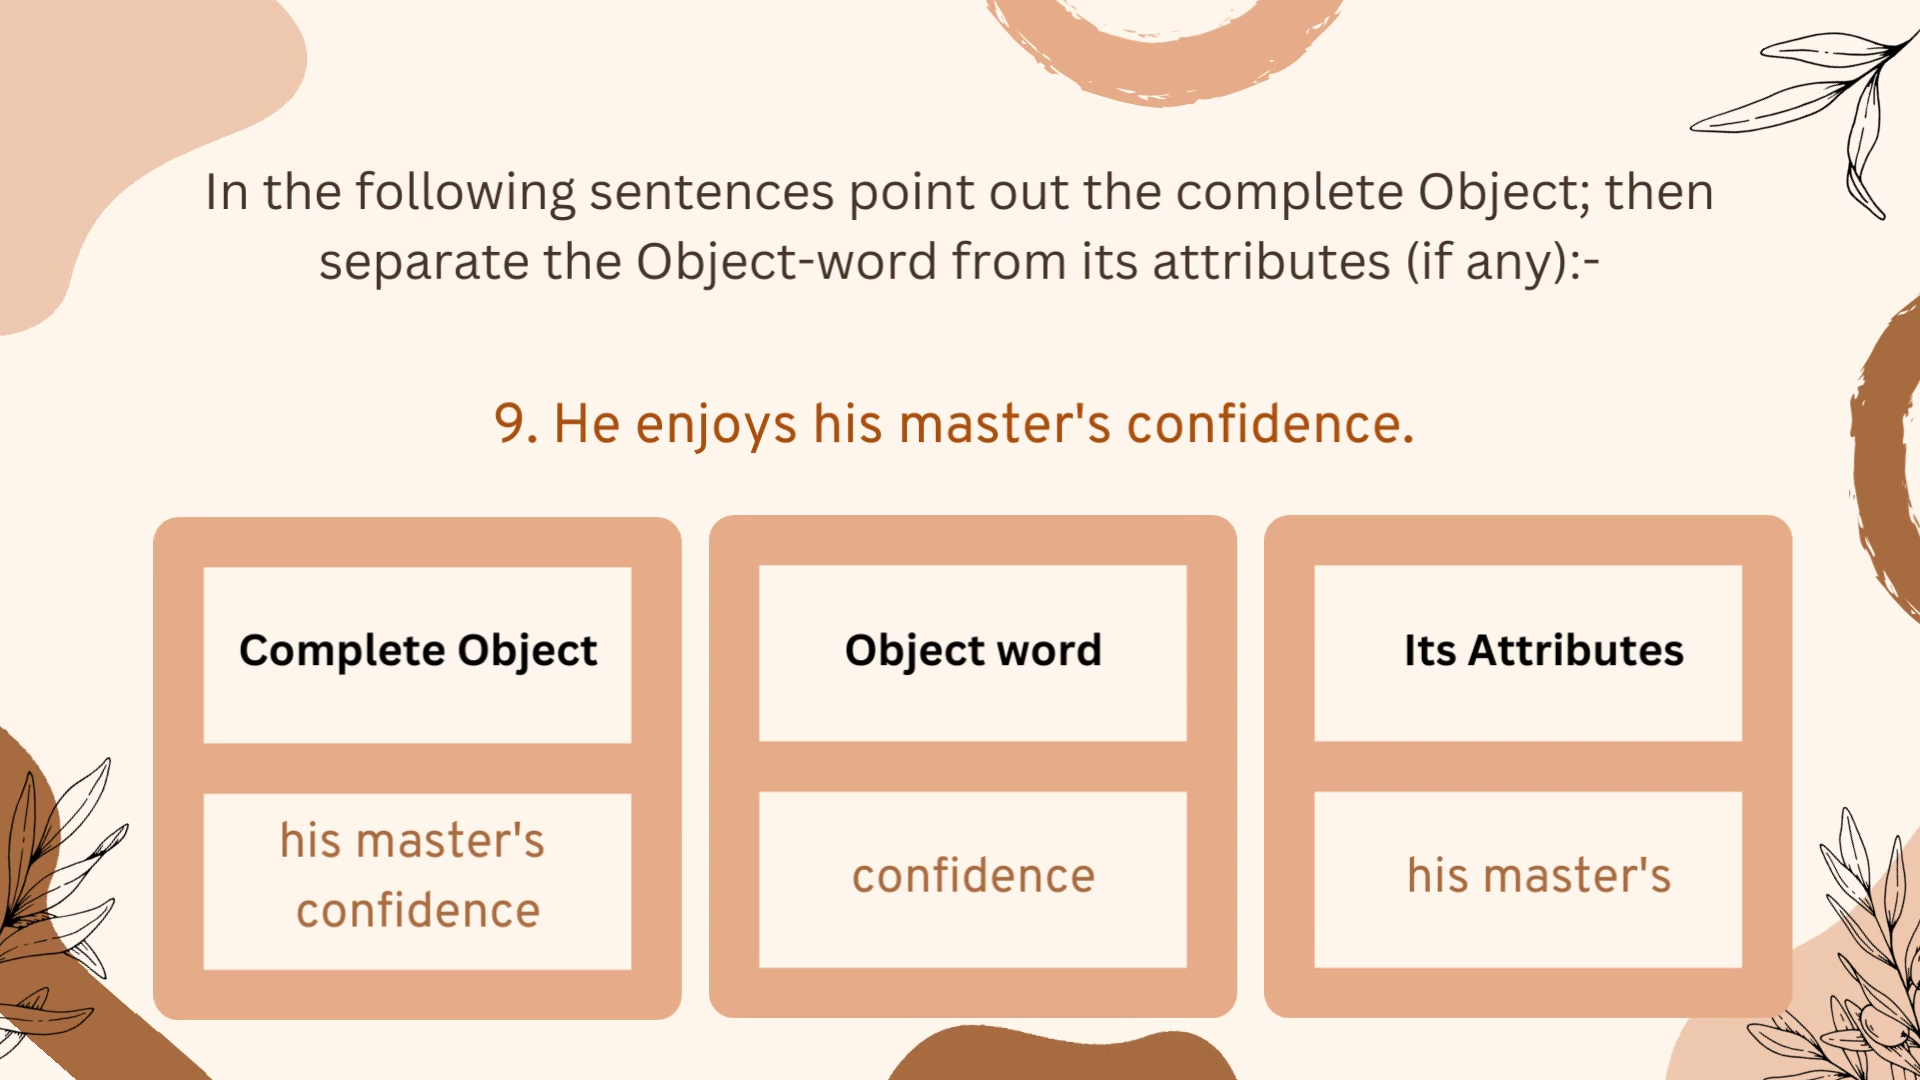 In the following sentences point out the complete Object; then
separate the Object-word from its attributes (if any):-
9. He enjoys his master's confidence.
Complete Object
his master's
confidence
Object word
confidence
Its Attributes
his master's